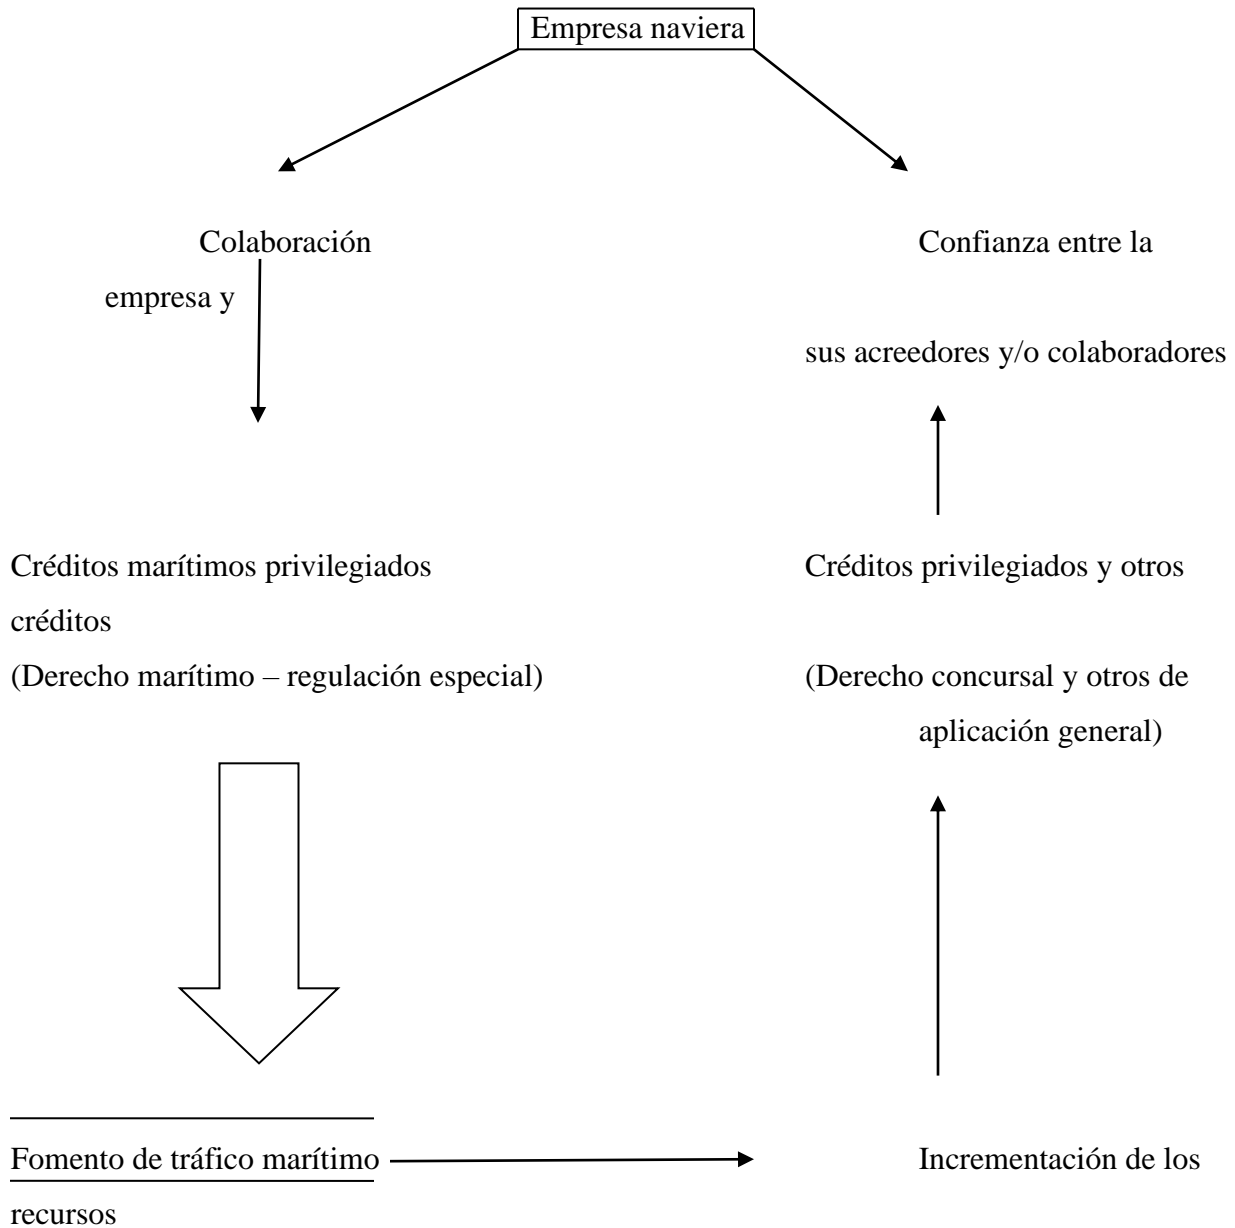 Empresa naviera
Colaboración
Confianza entre la
empresa y
sus acreedores y/o colaboradores
Créditos marítimos privilegiados
Créditos privilegiados y otros
créditos
(Derecho marítimo – regulación especial)
(Derecho concursal y otros de
aplicación general)
Fomento de tráfico marítimo
Incrementación de los
recursos